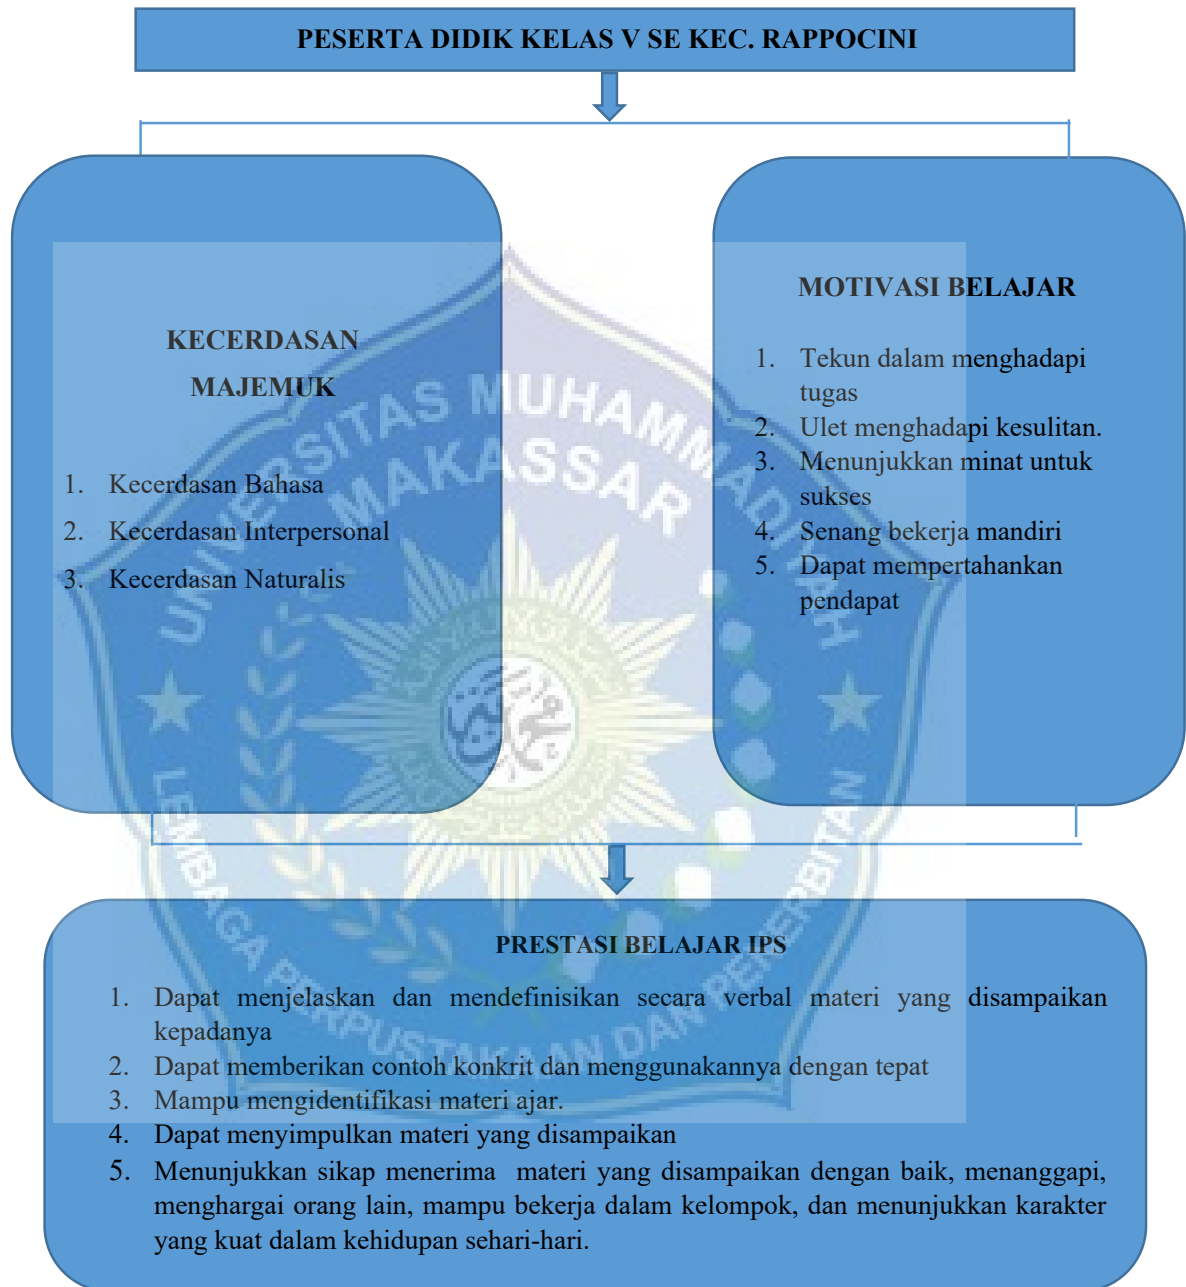 PESERTA DIDIK KELAS V SE KEC. RAPPOCINI
KECERDASAN
MAJEMUK
1. Kecerdasan Bahasa
2. Kecerdasan Interpersonal
3. Kecerdasan Naturalis
MOTIVASI BELAJAR
1. Tekun dalam menghadapi
tugas
2. Ulet menghadapi kesulitan.
3. Menunjukkan minat untuk
sukses
4. Senang bekerja mandiri
5. Dapat mempertahankan
pendapat
UNIVERSITAS MUHAMMADIYAH
MAKASSAR
LEMBAGA PERPUSTAKAAN DAN PENERBITAN
PRESTASI BELAJAR IPS
1. Dapat menjelaskan dan mendefinisikan secara verbal materi yang disampaikan
kepadanya
2. Dapat memberikan contoh konkrit dan menggunakannya dengan tepat
3. Mampu mengidentifikasi materi ajar.
4. Dapat menyimpulkan materi yang disampaikan
5. Menunjukkan sikap menerima  materi yang disampaikan dengan baik, menanggapi,
menghargai orang lain, mampu bekerja dalam kelompok, dan menunjukkan karakter
yang kuat dalam kehidupan sehari-hari.